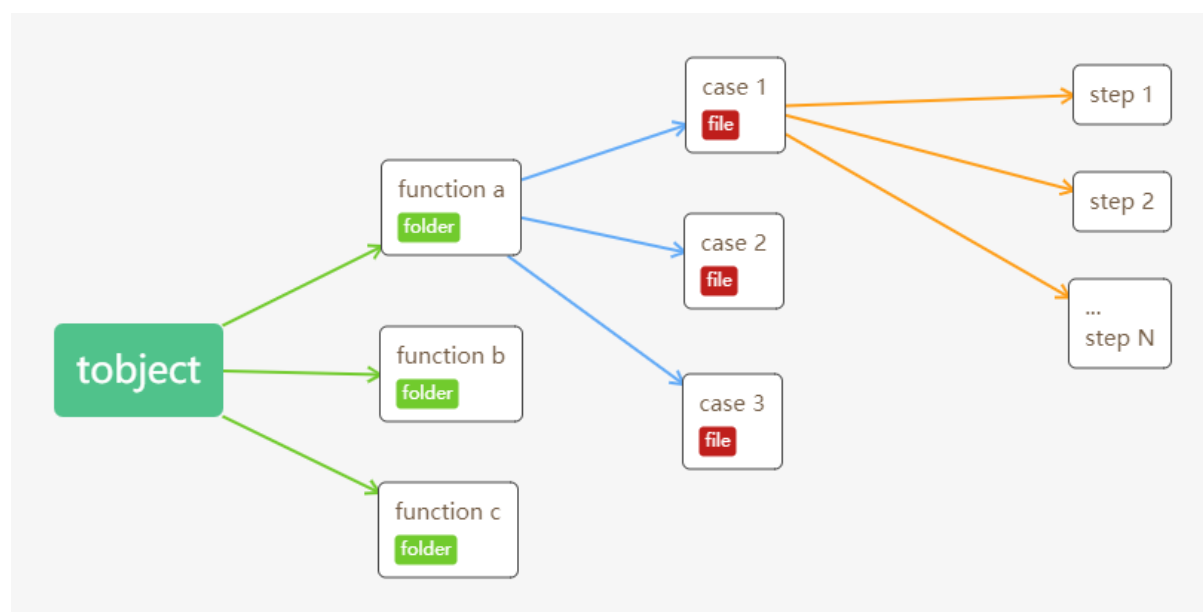 tobject
function a
folder
function b
folder
function c
folder
case 1
file
case 2
file
case 3
file
step 1
step 2
...
step N